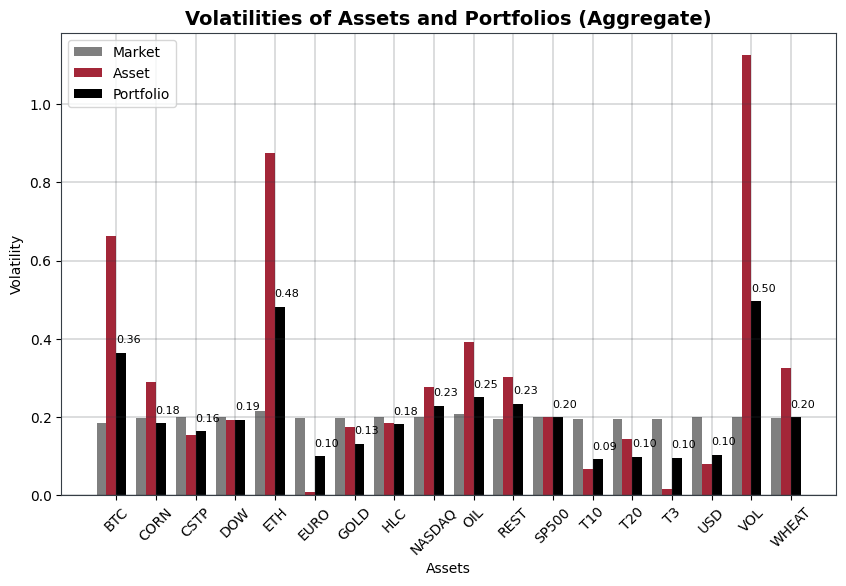 Volatilities of Assets and Portfolios (Aggregate)
Market
Asset
Portfolio
Volatility
1.0
0.8
0.6
0.4
0.2
0.0
0.36
0.18
0.16
0.19
0.48
0.10
0.13
0.18
0.23
0.25
0.23
0.20
0.09
0.10
0.10
0.10
0.50
0.20
BTC
CORN
CSTP
DOW
ETH
EURO
GOLD
HLC
NASDAQ
OIL
REST
SP500
T10
T20
T3
USD
VOL
WHEAT
Assets